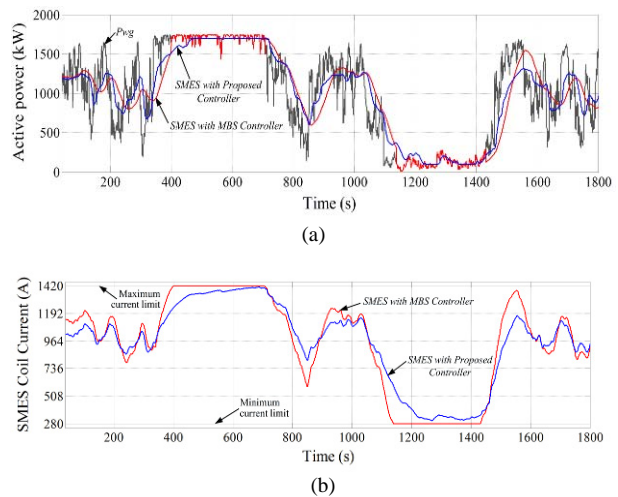 (a)
Active power (kW)
2000
1500
1000
500
0
Pwg
SMES with Proposed
Controller
SMES with MBS Controller
200 400 600 800 1000 1200 1400 1600 1800
Time (s)
(a)
SMES Coil Current (A)
1420
1192
964
736
508
280
Maximum
current limit
SMES with MBS Controller
SMES with Proposed
Controller
Minimum
current limit
200 400 600 800 1000 1200 1400 1600 1800
Time (s)
(b)